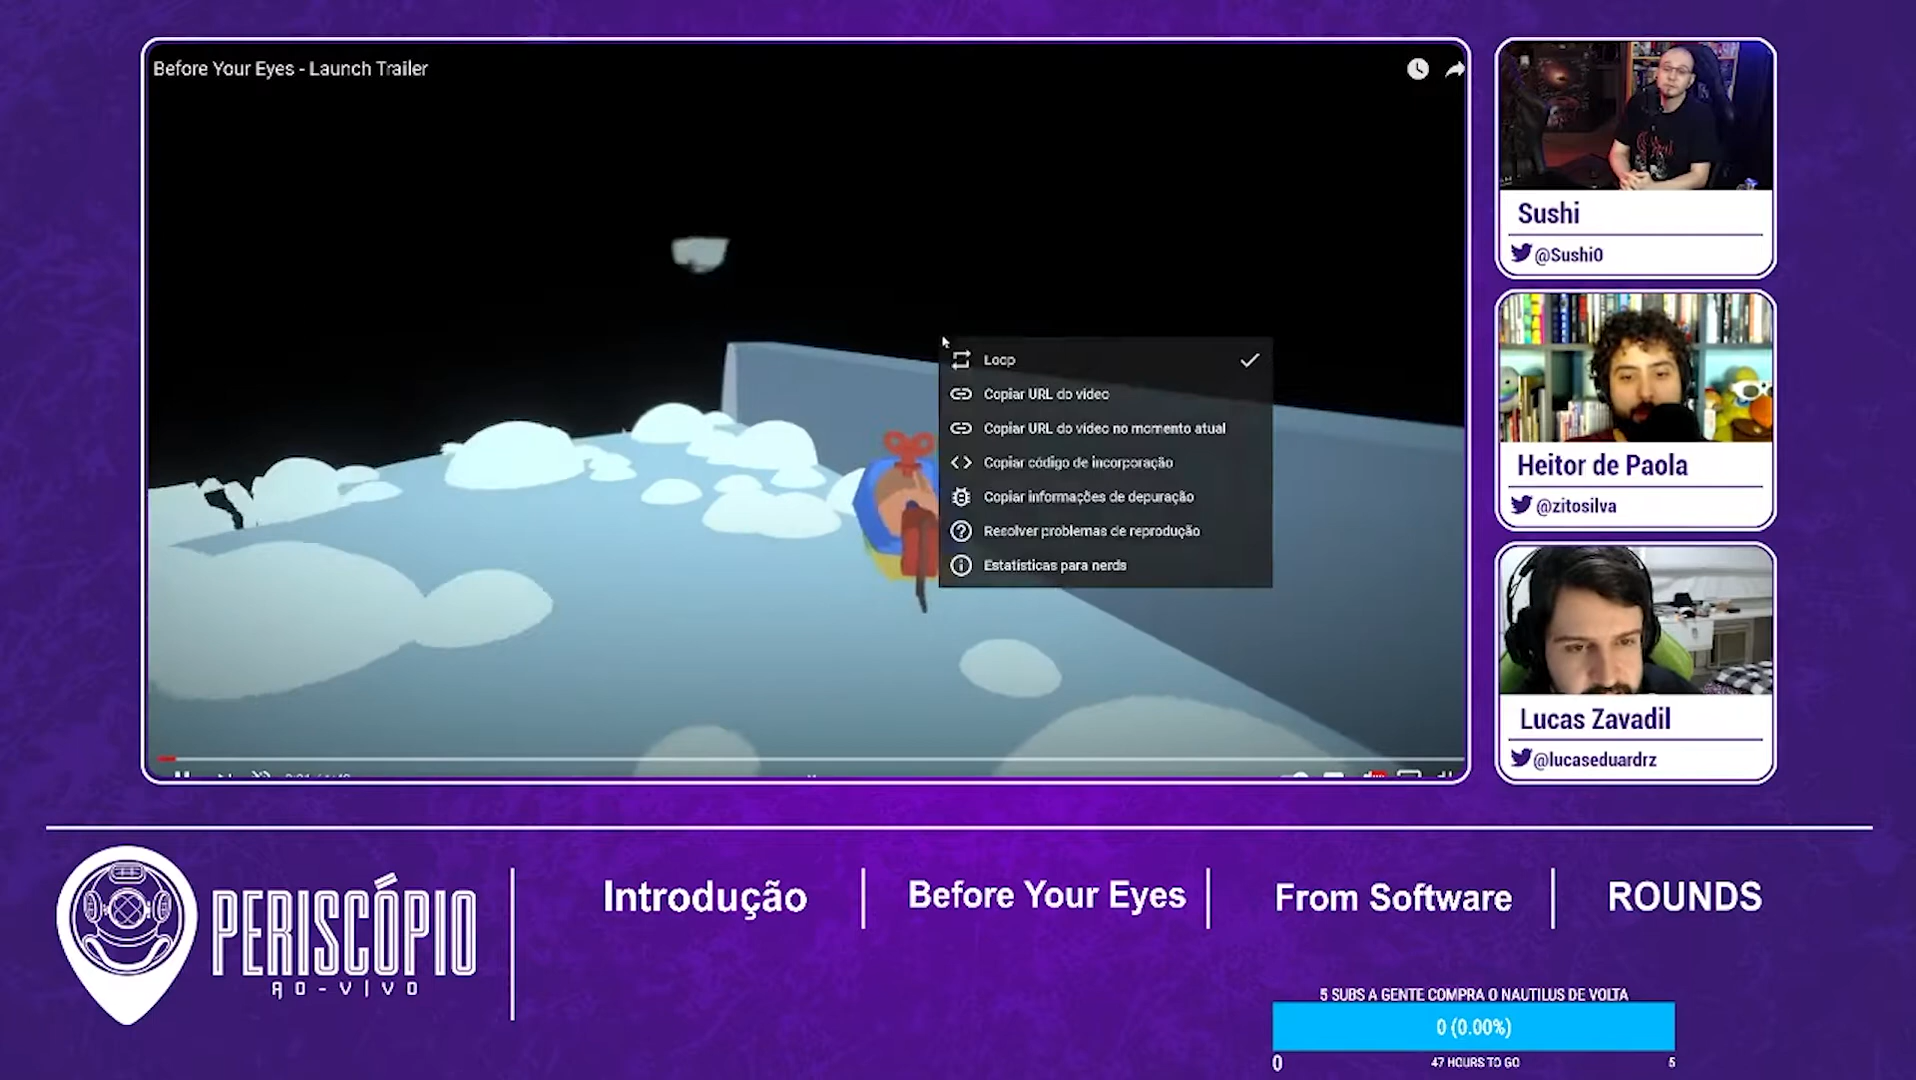 Before Your Eyes - Launch Trailer
Loop
Copiar URL do vídeo
Copiar URL do vídeo no momento atual
Copiar código de incorporação
Copiar informações de depuração
Resolver problemas de reprodução
Estatísticas para nerds
Sushi
@Sushi0
Heitor de Paola
@zitosilva
Lucas Zavadil
@lucaseduardrz
PERISCÓPIO
AO-VIVO
Introdução
Before Your Eyes
From Software
ROUNDS
5 SUBS A GENTE COMPRA O NAUTILUS DE VOLTA
0 (0.00%)
0
47 HOURS TO GO
5